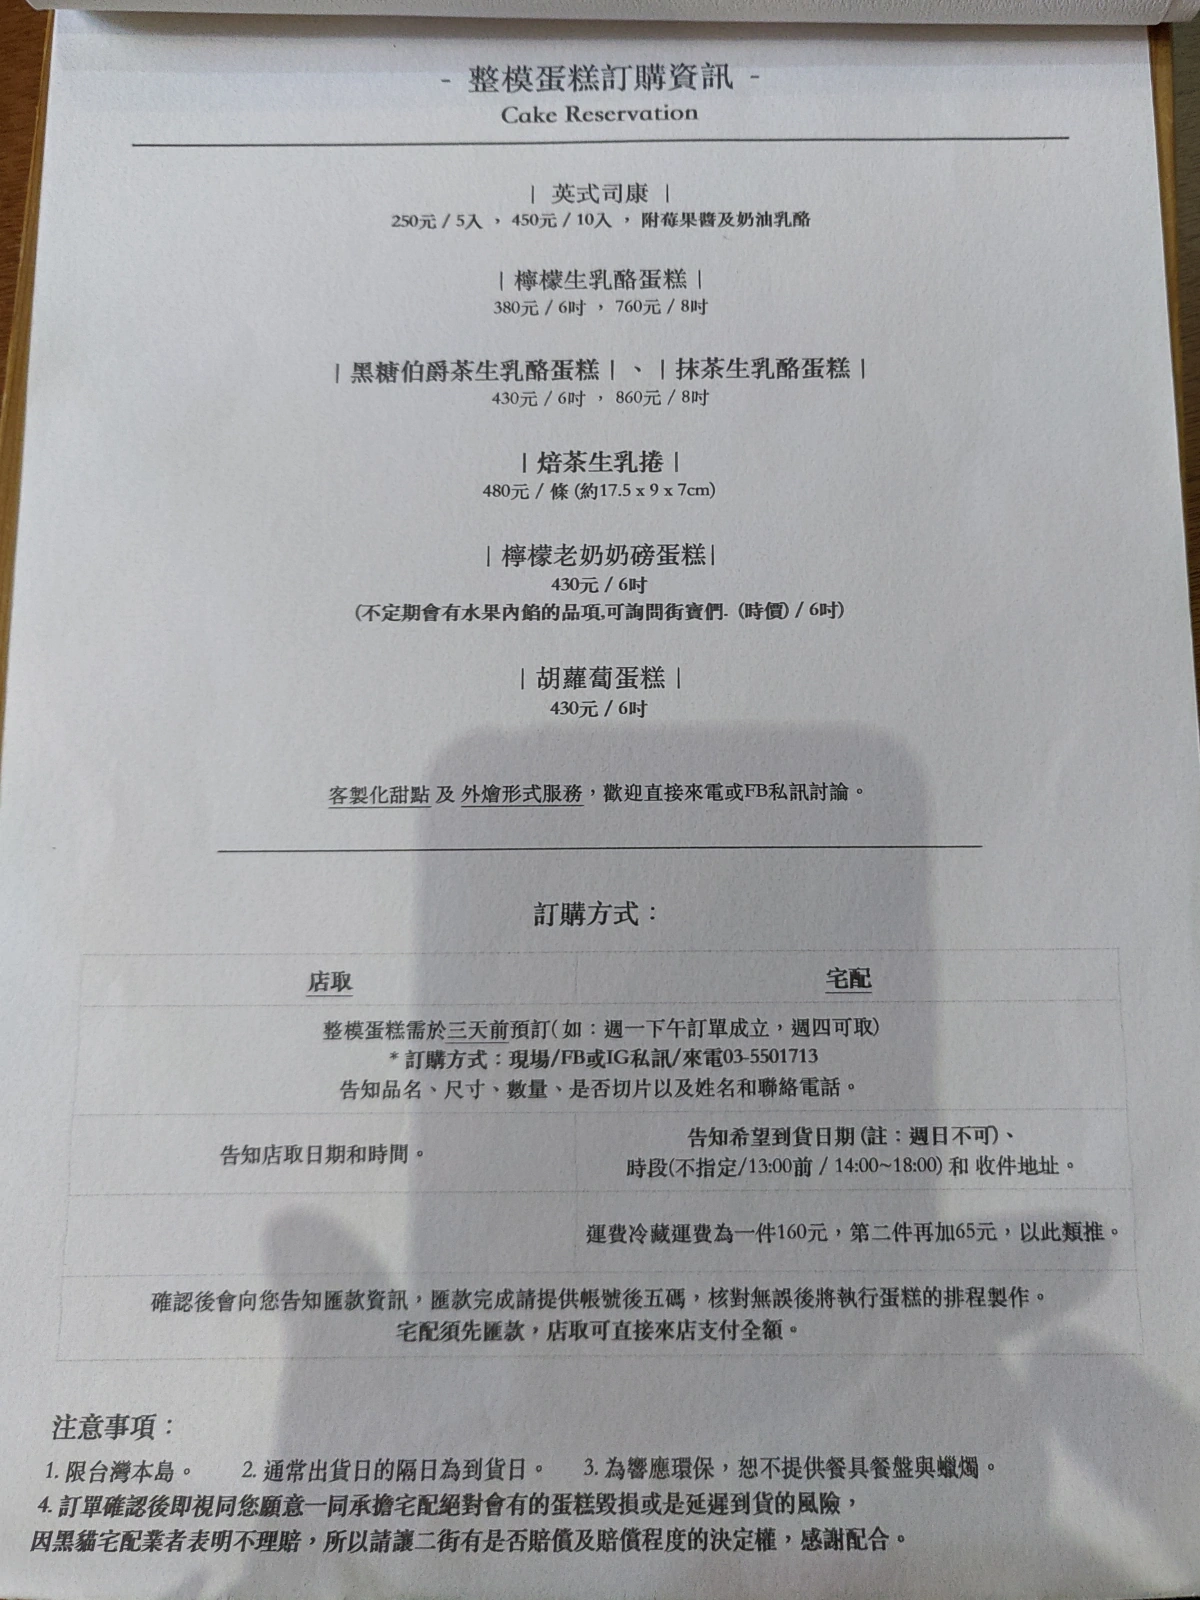 - 整模蛋糕訂購資訊 -
Cake Reservation
| 英式司康 |
250元 / 5入 ， 450元 / 10入 ， 附莓果醬及奶油乳酪
| 檸檬生乳酪蛋糕 |
380元 / 6吋 ， 760元 / 8吋
| 黑糖伯爵茶生乳酪蛋糕 | 、 | 抹茶生乳酪蛋糕 |
430元 / 6吋 ， 860元 / 8吋
| 焙茶生乳捲 |
480元 / 條 (約17.5 x 9 x 7cm)
| 檸檬老奶奶磅蛋糕 |
430元 / 6吋
(不定期會有水果內餡的品項,可詢問街寶們. (時價) / 6吋)
| 胡蘿蔔蛋糕 |
430元 / 6吋
客製化甜點 及 外燴形式服務，歡迎直接來電或FB私訊討論。
訂購方式：
店取 宅配
整模蛋糕需於三天前預訂(如：週一下午訂單成立，週四可取)
* 訂購方式：現場/FB或IG私訊/來電03-5501713
告知品名、尺寸、數量、是否切片以及姓名和聯絡電話。
告知店取日期和時間。
告知希望到貨日期(註：週日不可)、
時段(不指定/13:00前 / 14:00~18:00) 和 收件地址。
運費冷藏運費為一件160元，第二件再加65元，以此類推。
確認後會向您告知匯款資訊，匯款完成請提供帳號後五碼，核對無誤後將執行蛋糕的排程製作。
宅配須先匯款，店取可直接來店支付全額。
注意事項：
1. 限台灣本島。 2. 通常出貨日的隔日為到貨日。 3. 為響應環保，恕不提供餐具餐盤與蠟燭。
4. 訂單確認後即視同您願意一同承擔宅配絕對會有的蛋糕毀損或是延遲到貨的風險，
因黑貓宅配業者表明不理賠，所以請讓二街有是否賠償及賠償程度的決定權，感謝配合。